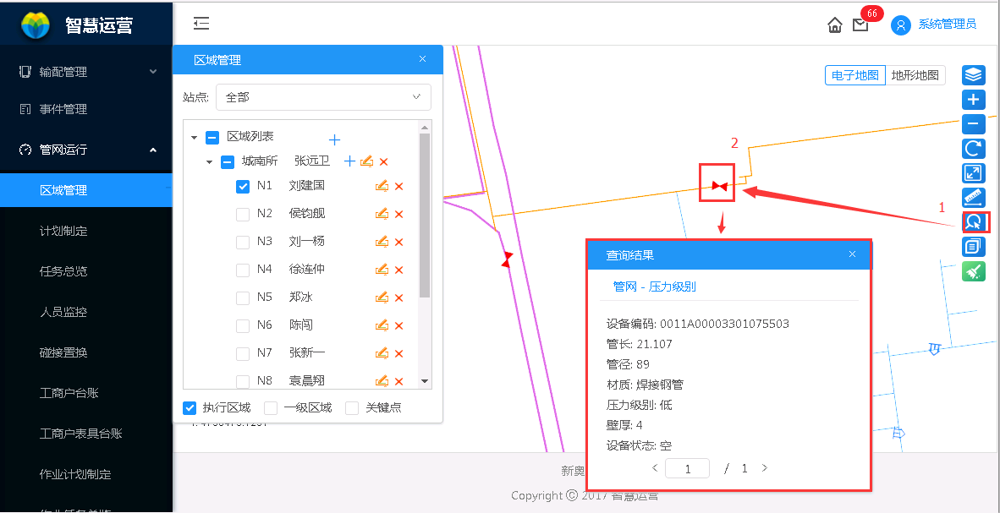 智慧运营
66
系统管理员
输配管理
事件管理
管网运行
区域管理
计划制定
任务总览
人员监控
碰接置换
工商户台账
工商户表具台账
作业计划制定
区域管理
站点: 全部
区域列表
城南所 张远卫
N1 刘建国
N2 侯钧舰
N3 刘一杨
N4 徐连仲
N5 郑冰
N6 陈闯
N7 张新一
N8 袁晨翔
执行区域 一级区域 关键点
电子地图 地形地图
2
1
查询结果
管网 - 压力级别
设备编码: 0011A00003301075503
管长: 21.107
管径: 89
材质: 焊接钢管
压力级别: 低
壁厚: 4
设备状态: 空
< 1 / 1 >
新奥
Copyright © 2017 智慧运营